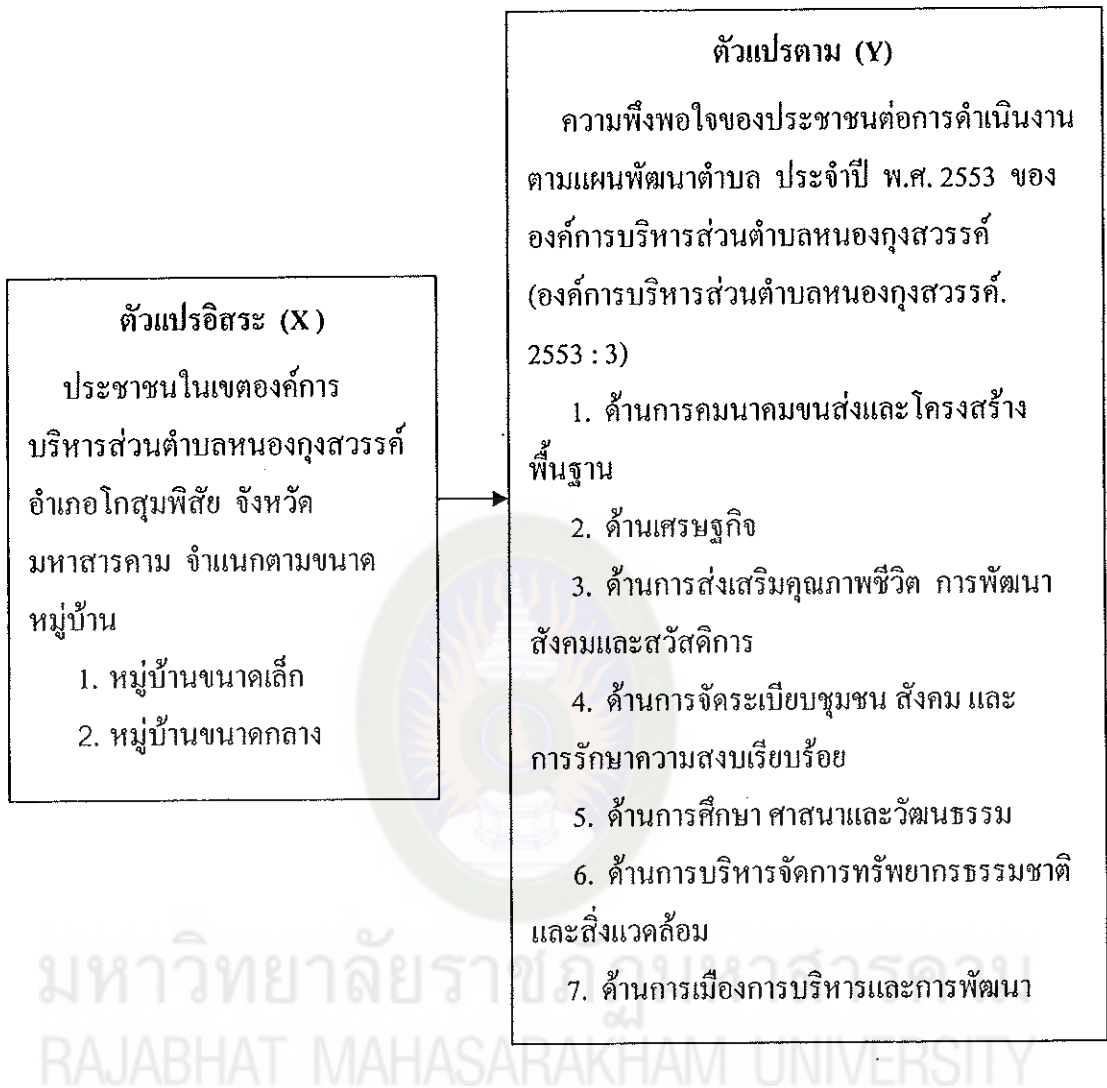 ตัวแปรอิสระ (X )
ประชาชนในเขตองค์การ
บริหารส่วนตำบลหนองกุงสวรรค์
อำเภอโกสุมพิสัย จังหวัด
มหาสารคาม จำแนกตามขนาด
หมู่บ้าน
1. หมู่บ้านขนาดเล็ก
2. หมู่บ้านขนาดกลาง
ตัวแปรตาม (Y)
ความพึงพอใจของประชาชนต่อการดำเนินงาน
ตามแผนพัฒนาตำบล ประจำปี พ.ศ. 2553 ของ
องค์การบริหารส่วนตำบลหนองกุงสวรรค์
(องค์การบริหารส่วนตำบลหนองกุงสวรรค์.
2553 : 3)
1. ด้านการคมนาคมขนส่งและโครงสร้าง
พื้นฐาน
2. ด้านเศรษฐกิจ
3. ด้านการส่งเสริมคุณภาพชีวิต การพัฒนา
สังคมและสวัสดิการ
4. ด้านการจัดระเบียบชุมชน สังคม และ
การรักษาความสงบเรียบร้อย
5. ด้านการศึกษา ศาสนาและวัฒนธรรม
6. ด้านการบริหารจัดการทรัพยากรธรรมชาติ
และสิ่งแวดล้อม
7. ด้านการเมืองการบริหารและการพัฒนา
มหาวิทยาลัยราชภัฏมหาสารคาม
RAJABHAT MAHASARAKHAM UNIVERSITY